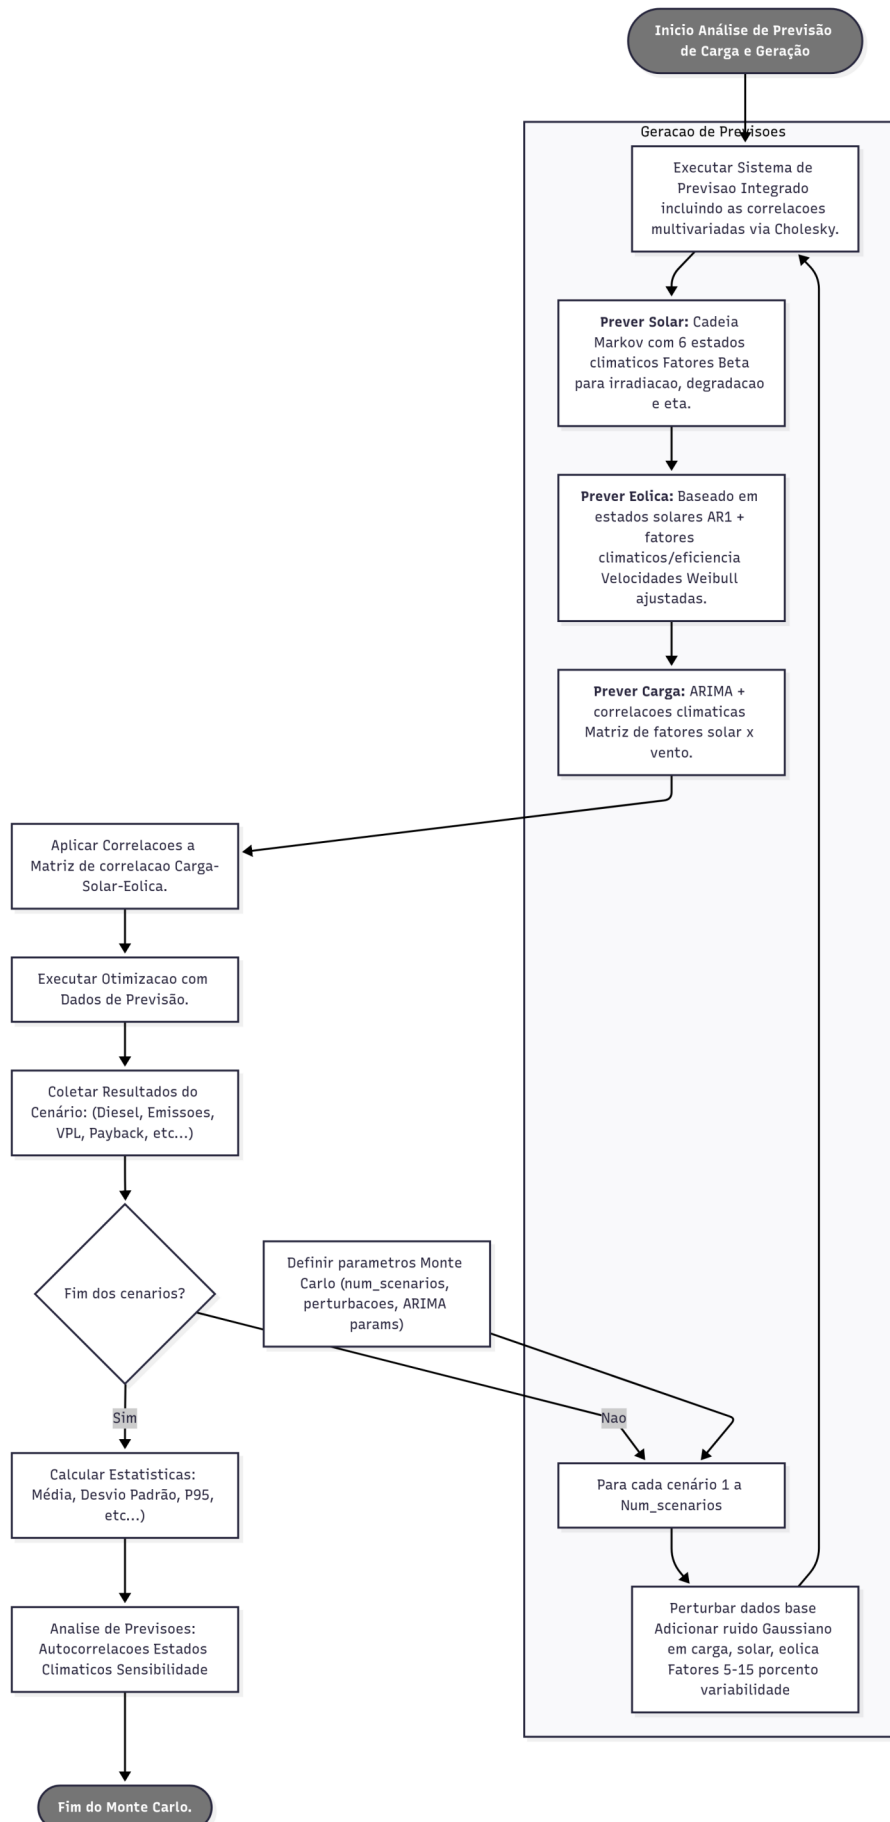 Inicio Análise de Previsão
de Carga e Geração
Geracao de Previsoes
Executar Sistema de
Previsao Integrado
incluindo as correlacoes
multivariadas via Cholesky.
Prever Solar: Cadeia
Markov com 6 estados
climaticos Fatores Beta
para irradiacao, degradacao
e eta.
Prever Eolica: Baseado em
estados solares AR1 +
fatores
climaticos/eficiencia
Velocidades Weibull
ajustadas.
Prever Carga: ARIMA +
correlacoes climaticas
Matriz de fatores solar x
vento.
Aplicar Correlacoes a
Matriz de correlacao Carga-
Solar-Eolica.
Executar Otimizacao com
Dados de Previsão.
Coletar Resultados do
Cenário: (Diesel, Emissoes,
VPL, Payback, etc...)
Fim dos cenarios?
Definir parametros Monte
Carlo (num_scenarios,
perturbacoes, ARIMA
params)
Sim
Nao
Calcular Estatisticas:
Média, Desvio Padrão, P95,
etc...)
Para cada cenário 1 a
Num_scenarios
Perturbar dados base
Adicionar ruido Gaussiano
em carga, solar, eolica
Fatores 5-15 porcento
variabilidade
Analise de Previsoes:
Autocorrelacoes Estados
Climaticos Sensibilidade
Fim do Monte Carlo.